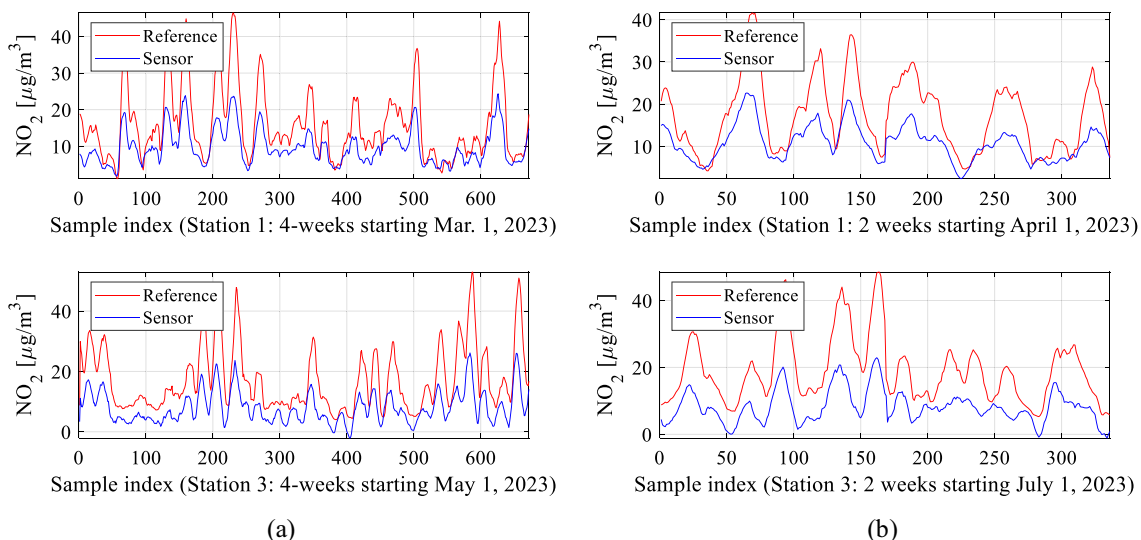 NO2 [μg/m3]
40
30
20
10
Reference
Sensor
0 100 200 300 400 500 600
Sample index (Station 1: 4-weeks starting Mar. 1, 2023)
NO2 [μg/m3]
40
30
20
10
Reference
Sensor
0 50 100 150 200 250 300
Sample index (Station 1: 2 weeks starting April 1, 2023)
NO2 [μg/m3]
40
20
0
Reference
Sensor
0 100 200 300 400 500 600
Sample index (Station 3: 4-weeks starting May 1, 2023)
NO2 [μg/m3]
40
20
0
Reference
Sensor
0 50 100 150 200 250 300
Sample index (Station 3: 2 weeks starting July 1, 2023)
(a)
(b)